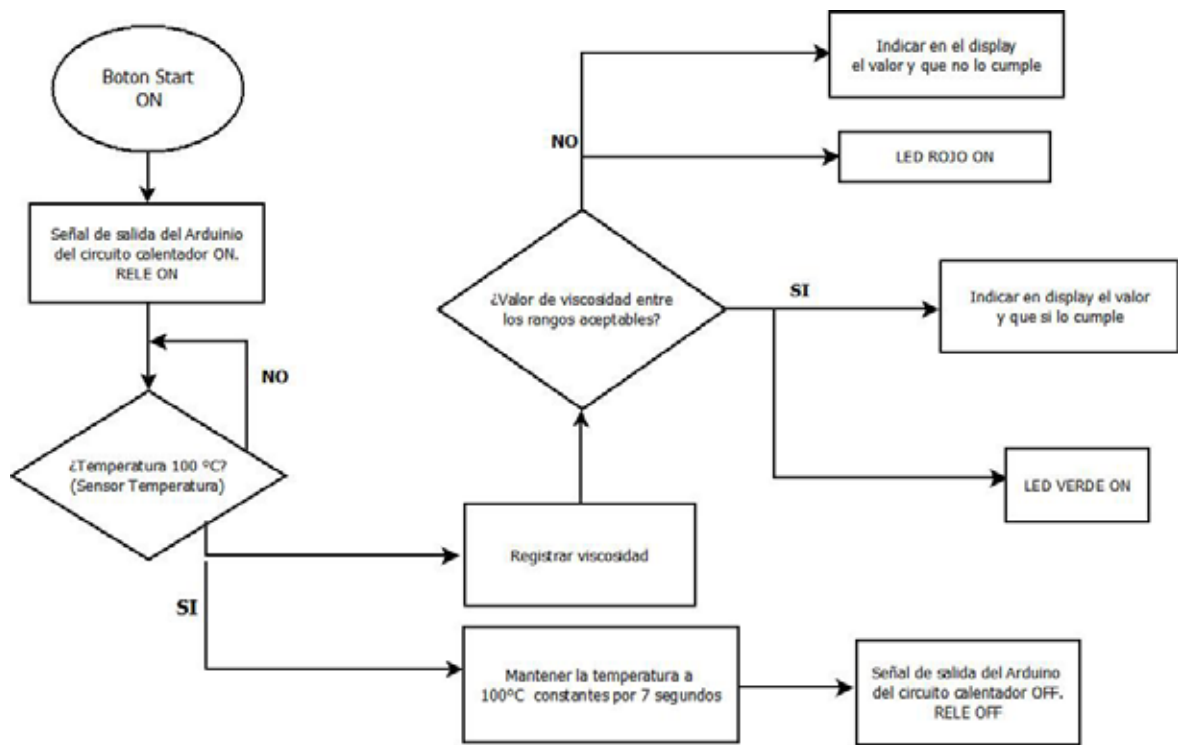 Boton Start
ON
Señal de salida del Arduinio
del circuito calentador ON.
RELE ON
NO
¿Temperatura 100 ºC?
(Sensor Temperatura)
SI
Registrar viscosidad
Mantener la temperatura a
100°C constantes por 7 segundos
Señal de salida del Arduino
del circuito calentador OFF.
RELE OFF
¿Valor de viscosidad entre
los rangos aceptables?
NO
Indicar en el display
el valor y que no lo cumple
LED ROJO ON
SI
Indicar en display el valor
y que si lo cumple
LED VERDE ON